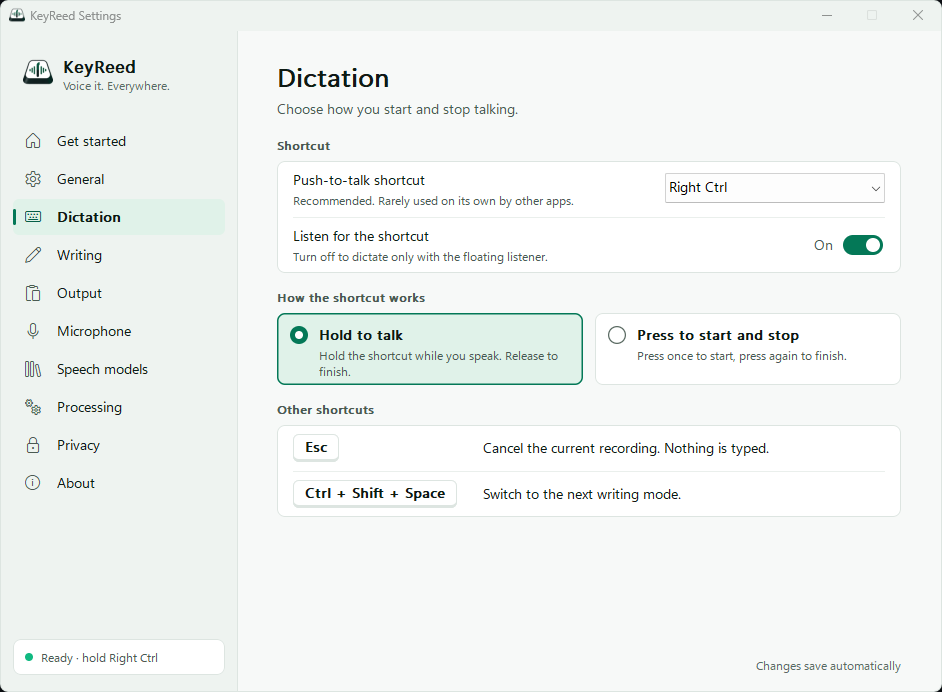 KeyReed Settings
KeyReed
Voice it. Everywhere.
Get started
General
Dictation
Writing
Output
Microphone
Speech models
Processing
Privacy
About
Ready · hold Right Ctrl
Dictation
Choose how you start and stop talking.
Shortcut
Push-to-talk shortcut
Right Ctrl
Recommended. Rarely used on its own by other apps.
Listen for the shortcut
On
Turn off to dictate only with the floating listener.
How the shortcut works
Hold to talk
Hold the shortcut while you speak. Release to
finish.
Press to start and stop
Press once to start, press again to finish.
Other shortcuts
Esc
Cancel the current recording. Nothing is typed.
Ctrl + Shift + Space
Switch to the next writing mode.
Changes save automatically